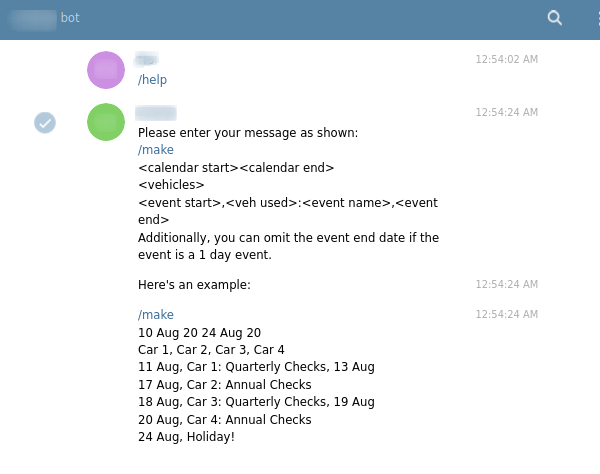 bot
12:54:02 AM
/help
12:54:24 AM
Please enter your message as shown:
/make
<calendar start><calendar end>
<vehicles>
<event start>,<veh used>:<event name>,<event
end>
Additionally, you can omit the event end date if the
event is a 1 day event.
Here's an example:
12:54:24 AM
/make
12:54:24 AM
10 Aug 20 24 Aug 20
Car 1, Car 2, Car 3, Car 4
11 Aug, Car 1: Quarterly Checks, 13 Aug
17 Aug, Car 2: Annual Checks
18 Aug, Car 3: Quarterly Checks, 19 Aug
20 Aug, Car 4: Annual Checks
24 Aug, Holiday!